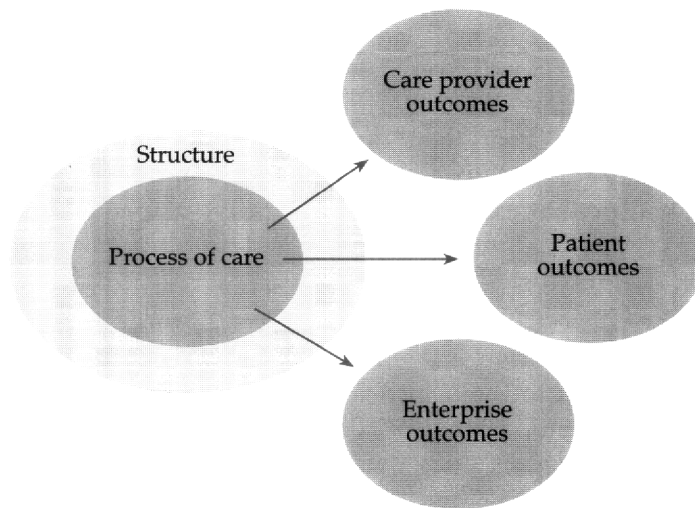 Care provider
outcomes
Structure
Process of care
Patient
outcomes
Enterprise
outcomes